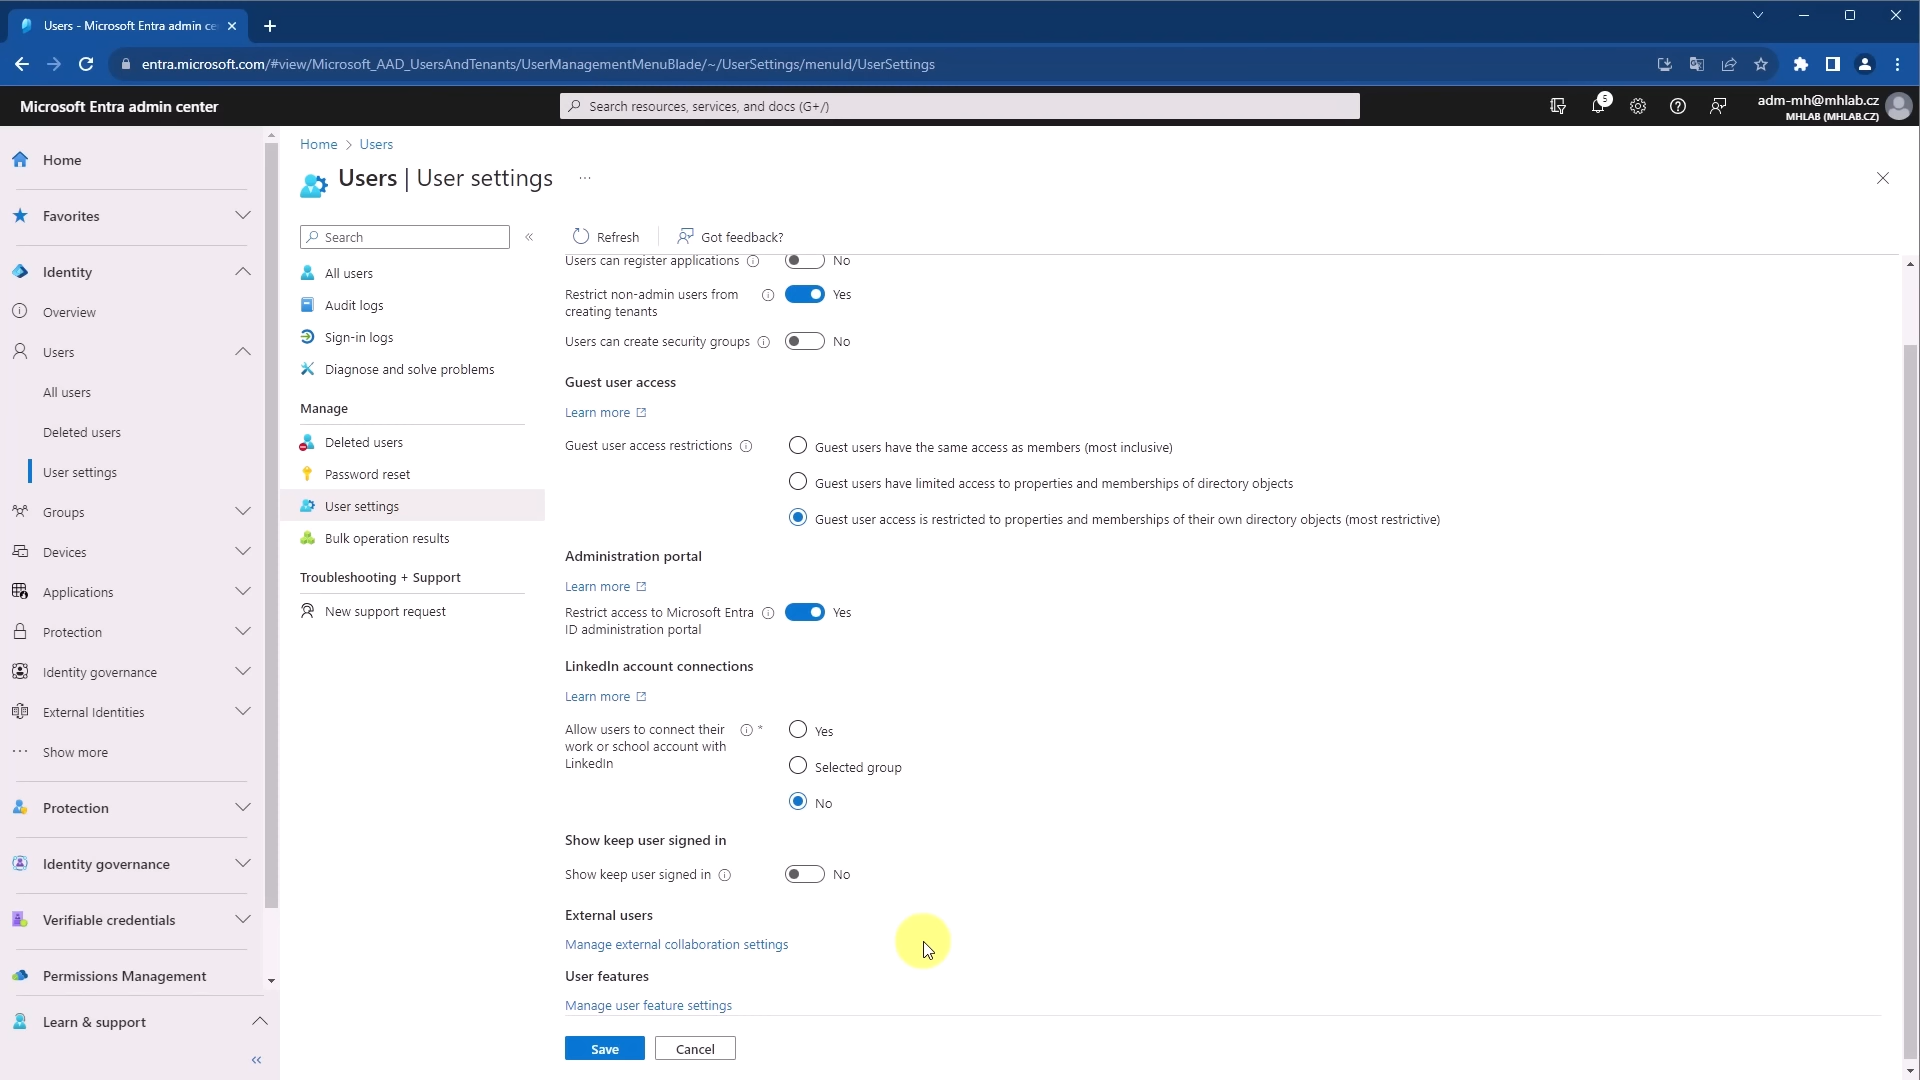 Users - Microsoft Entra admin ce
entra.microsoft.com/#view/Microsoft_AAD_UsersAndTenants/UserManagementMenuBlade/~/UserSettings/menuId/UserSettings
Microsoft Entra admin center
Search resources, services, and docs (G+/)
5
adm-mh@mhlab.cz
MHLAB (MHLAB.CZ)
Home
Favorites
Identity
Overview
Users
All users
Deleted users
User settings
Groups
Devices
Applications
Protection
Identity governance
External Identities
Show more
Protection
Identity governance
Verifiable credentials
Permissions Management
Learn & support
Home > Users
Users | User settings
Search
All users
Audit logs
Sign-in logs
Diagnose and solve problems
Manage
Deleted users
Password reset
User settings
Bulk operation results
Troubleshooting + Support
New support request
Refresh
Got feedback?
Users can register applications
No
Restrict non-admin users from
creating tenants
Yes
Users can create security groups
No
Guest user access
Learn more
Guest user access restrictions
Guest users have the same access as members (most inclusive)
Guest users have limited access to properties and memberships of directory objects
Guest user access is restricted to properties and memberships of their own directory objects (most restrictive)
Administration portal
Learn more
Restrict access to Microsoft Entra
ID administration portal
Yes
LinkedIn account connections
Learn more
Allow users to connect their *
work or school account with
LinkedIn
Yes
Selected group
No
Show keep user signed in
Show keep user signed in
No
External users
Manage external collaboration settings
User features
Manage user feature settings
Save
Cancel